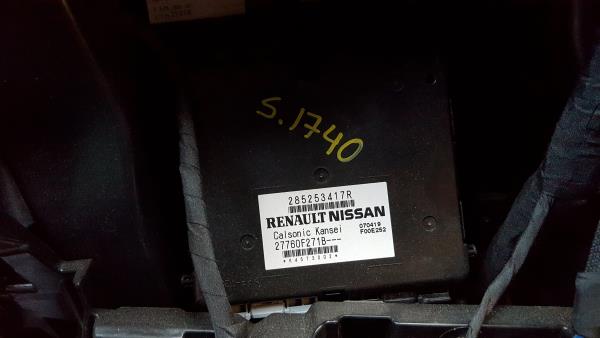 S.1740
285253417R
RENAULT NISSAN
Calsonic Kansei 070419
27760F271B--- F00E252